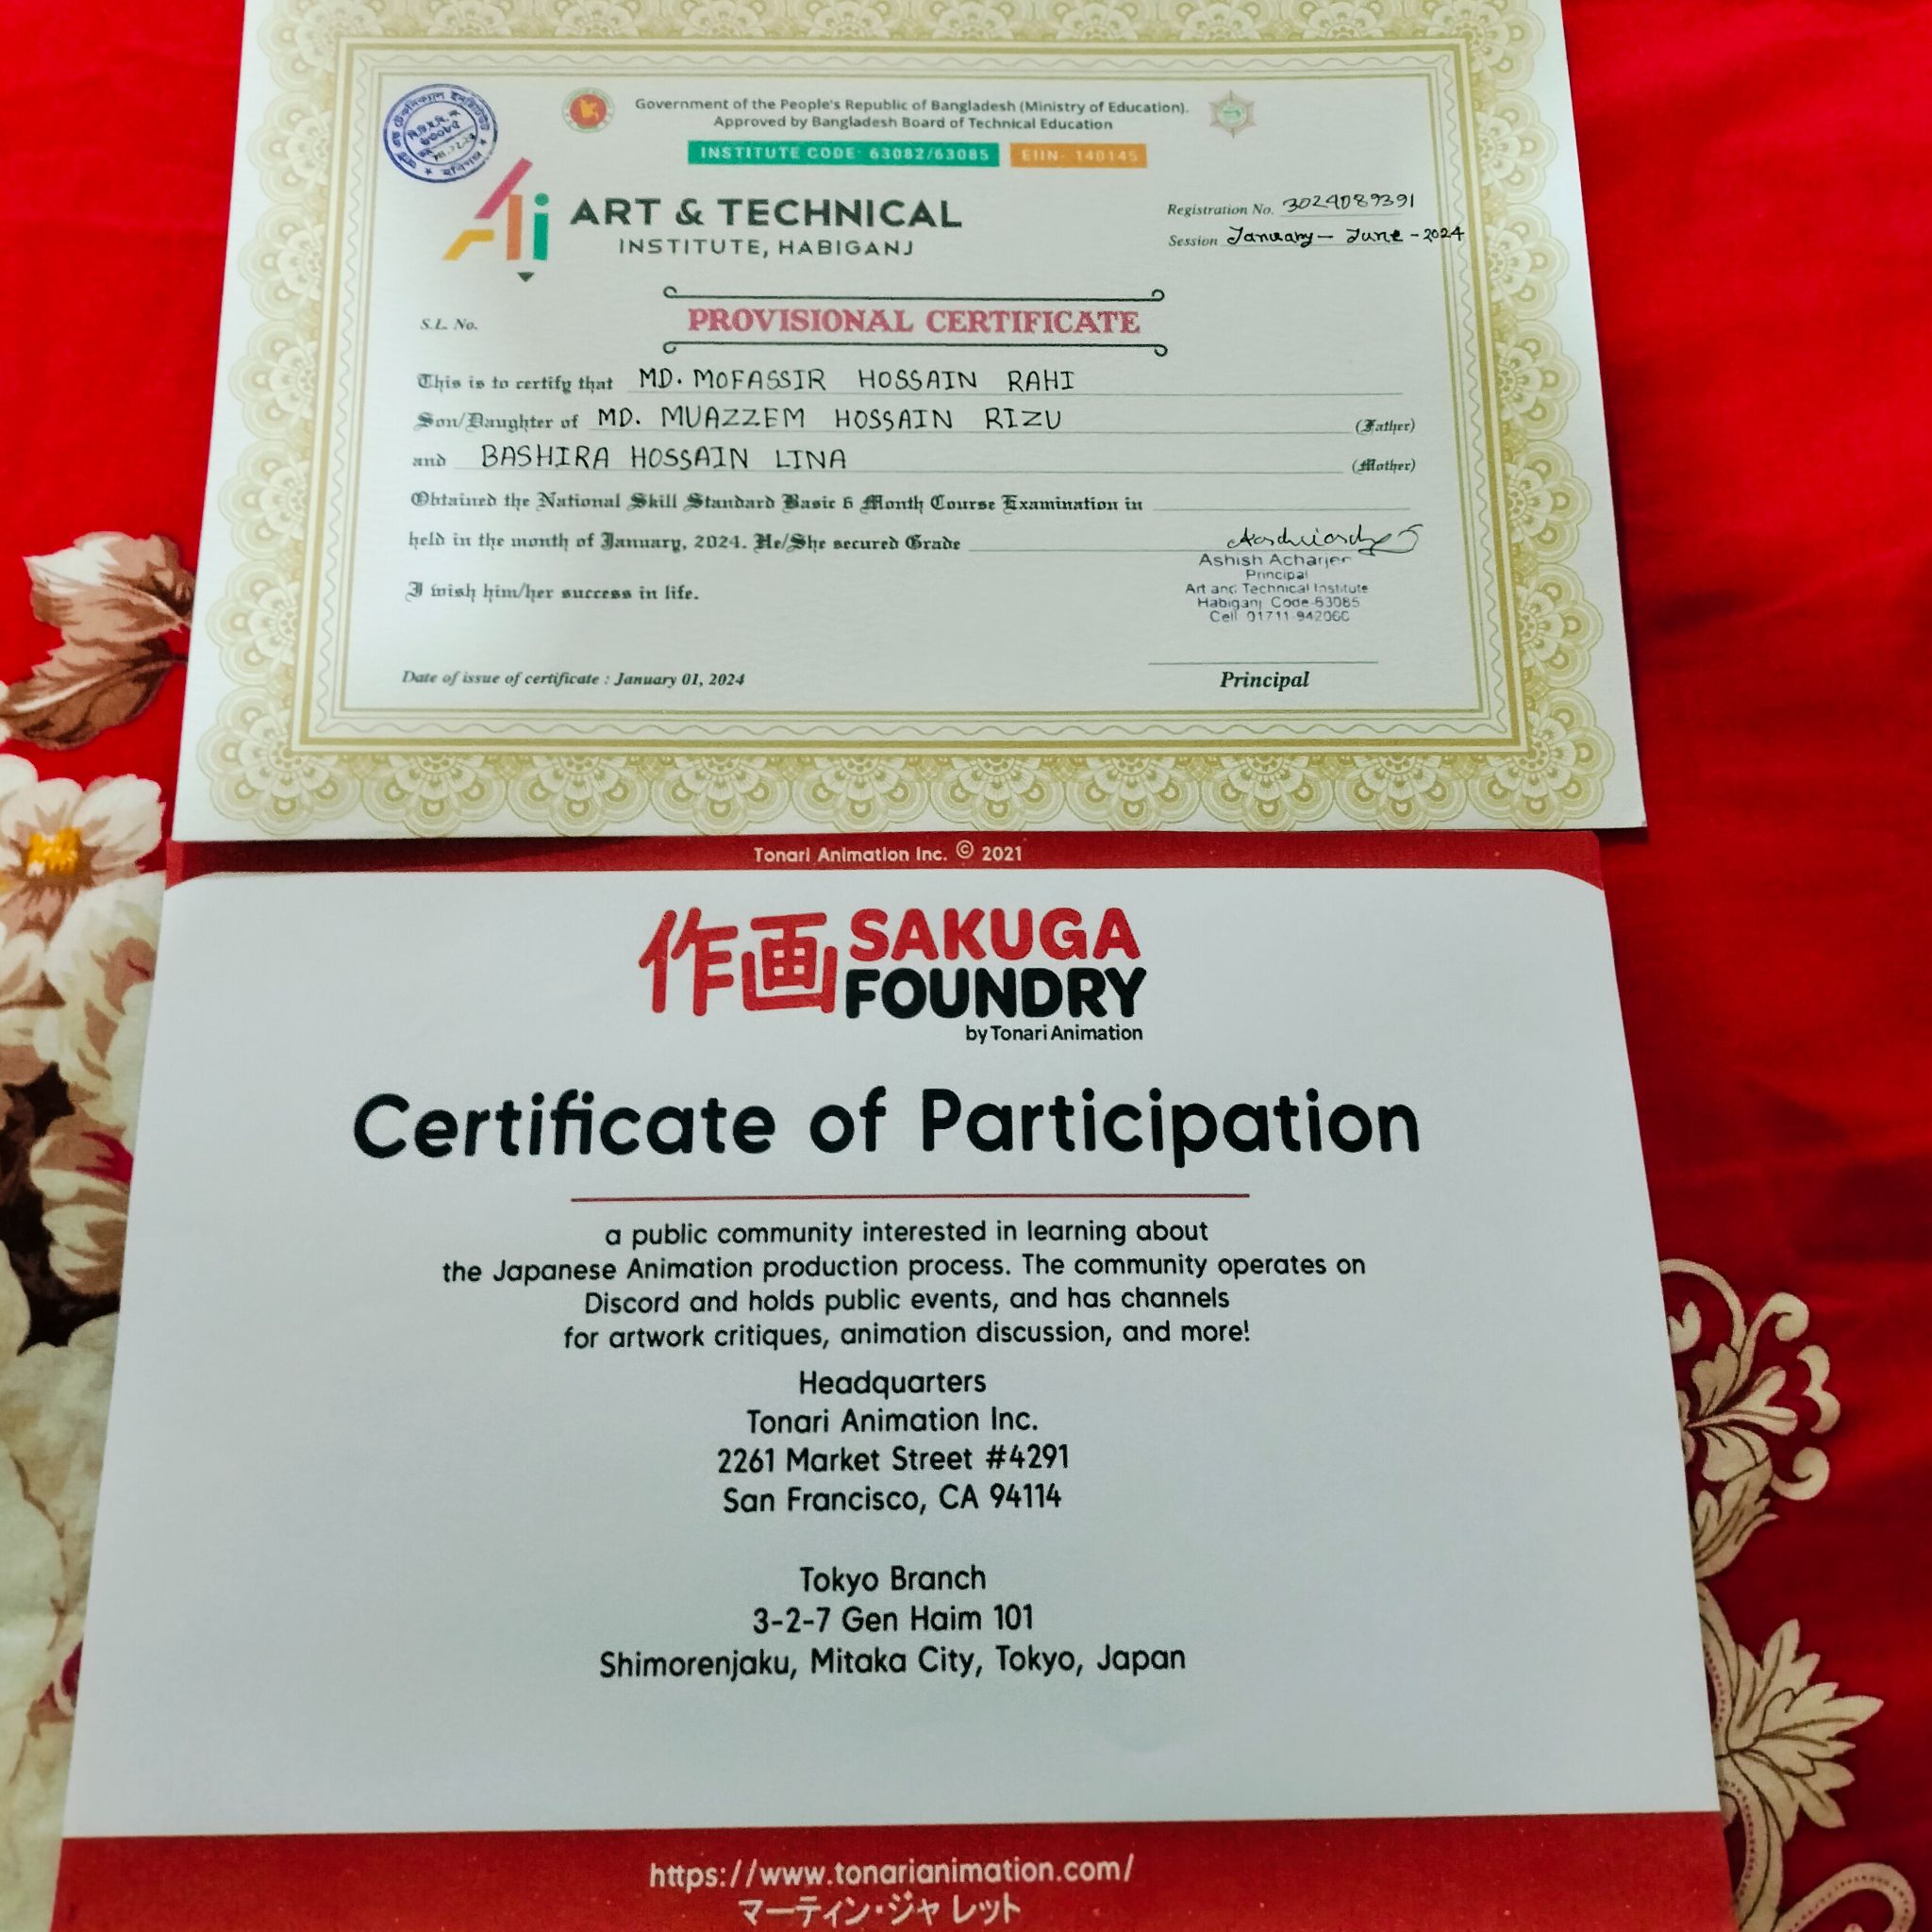 Government of the People's Republic of Bangladesh (Ministry of Education).
Approved by Bangladesh Board of Technical Education
INSTITUTE CODE- 63082/63085 EIIN- 140145
Ai
ART & TECHNICAL
INSTITUTE, HABIGANJ
Registration No. 3024089391
Session January - June - 2024
S.L. No.
PROVISIONAL CERTIFICATE
This is to certify that MD. MOFASSIR HOSSAIN RAHI
Son/Daughter of MD. MUAZZEM HOSSAIN RIZU (Father)
and BASHIRA HOSSAIN LINA (Mother)
Obtained the National Skill Standard Basic 6 Month Course Examination in
held in the month of January, 2024. He/She secured Grade
I wish him/her success in life.
Ashish Acharjee
Principal
Art and Technical Institute
Habiganj Code-63085
Cell 01711-942066
Date of issue of certificate : January 01, 2024
Principal
Tonari Animation Inc. © 2021
作画 SAKUGA
FOUNDRY
by Tonari Animation
Certificate of Participation
a public community interested in learning about
the Japanese Animation production process. The community operates on
Discord and holds public events, and has channels
for artwork critiques, animation discussion, and more!
Headquarters
Tonari Animation Inc.
2261 Market Street #4291
San Francisco, CA 94114
Tokyo Branch
3-2-7 Gen Haim 101
Shimorenjaku, Mitaka City, Tokyo, Japan
https://www.tonarianimation.com/
マーティン・ジャレット